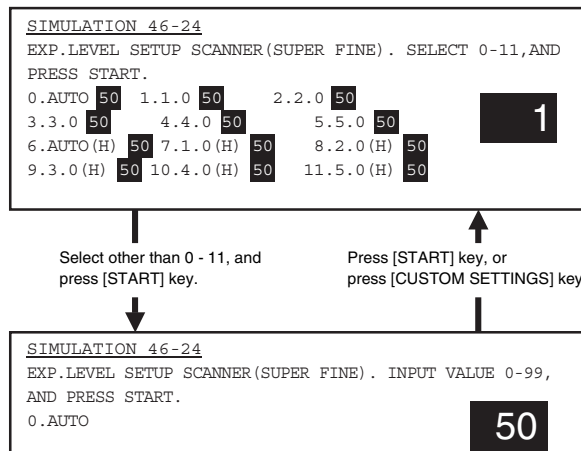 SIMULATION 46-24
EXP.LEVEL SETUP SCANNER(SUPER FINE). SELECT 0-11,AND
PRESS START.
0.AUTO 50 1.1.0 50 2.2.0 50
3.3.0 50 4.4.0 50 5.5.0 50
1
6.AUTO(H) 50 7.1.0(H) 50 8.2.0(H) 50
9.3.0(H) 50 10.4.0(H) 50 11.5.0(H) 50
Select other than 0 - 11, and
press [START] key.
Press [START] key, or
press [CUSTOM SETTINGS] key
SIMULATION 46-24
EXP.LEVEL SETUP SCANNER(SUPER FINE). INPUT VALUE 0-99,
AND PRESS START.
0.AUTO
50